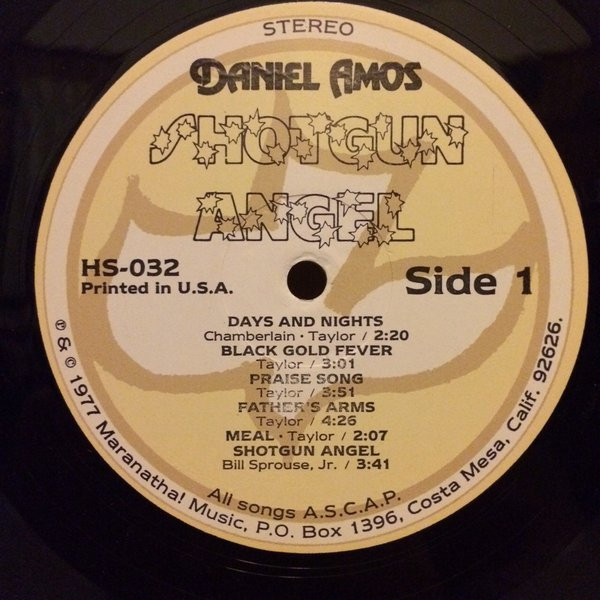 STEREO
DANIEL AMOS
SHOTGUN
ANGEL
HS-032
Printed in U.S.A.
Side 1
DAYS AND NIGHTS
Chamberlain · Taylor / 2:20
BLACK GOLD FEVER
Taylor / 3:01
PRAISE SONG
Taylor / 3:51
FATHER'S ARMS
Taylor / 4:26
MEAL · Taylor / 2:07
SHOTGUN ANGEL
Bill Sprouse, Jr. / 3:41
All songs A.S.C.A.P.
℗ & © 1977 Maranatha! Music, P.O. Box 1396, Costa Mesa, Calif. 92626.